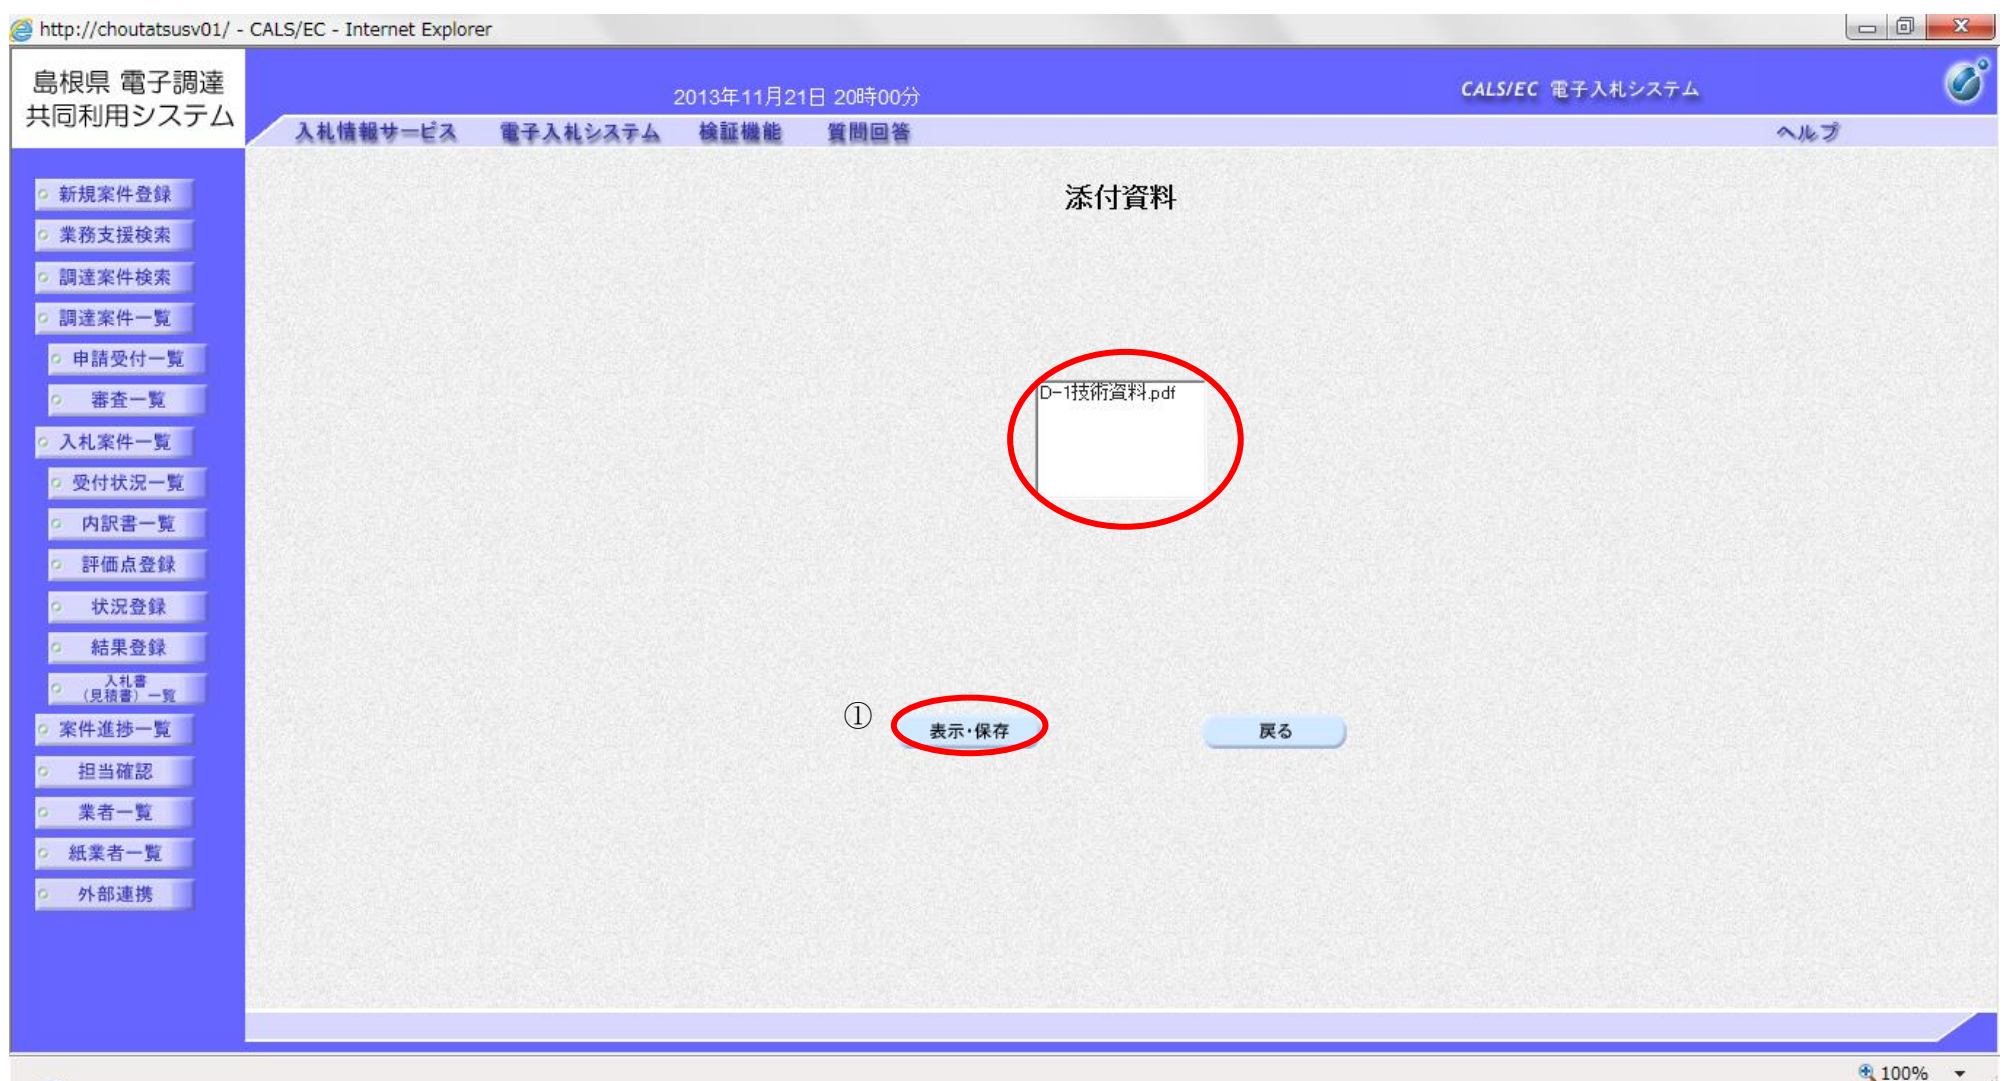 http://choutatsusv01/ - CALS/EC - Internet Explorer
島根県 電子調達
共同利用システム
2013年11月21日 20時00分
CALS/EC 電子入札システム
入札情報サービス 電子入札システム 検証機能 質問回答 ヘルプ
新規案件登録
業務支援検索
調達案件検索
調達案件一覧
申請受付一覧
審査一覧
入札案件一覧
受付状況一覧
内訳書一覧
評価点登録
状況登録
結果登録
入札書
（見積書）一覧
案件進捗一覧
担当確認
業者一覧
紙業者一覧
外部連携
添付資料
D-1技術資料.pdf
① 表示・保存 戻る
100%